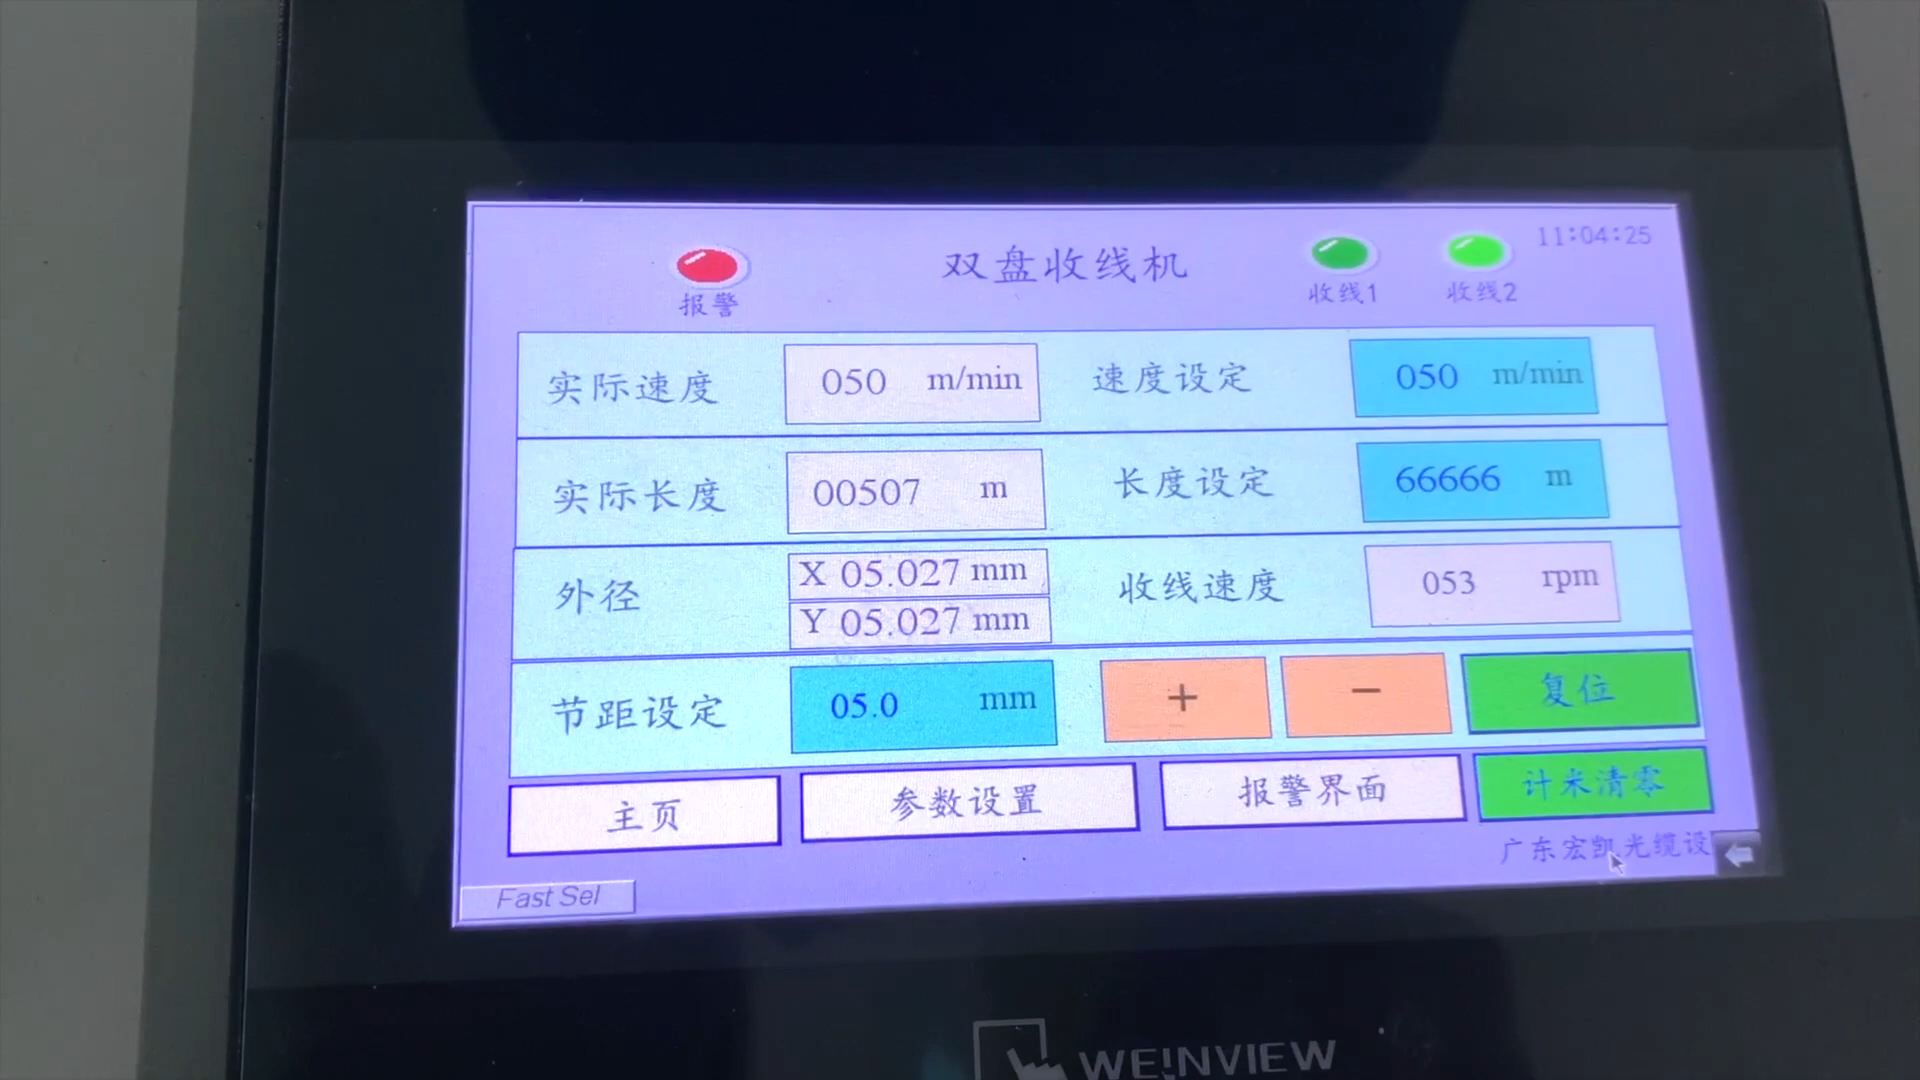 双盘收线机
11:04:25
报警
收线1
收线2
实际速度 050 m/min 速度设定 050 m/min
实际长度 00507 m 长度设定 66666 m
外径 X 05.027 mm 收线速度 053 rpm
Y 05.027 mm
节距设定 05.0 mm + − 复位
主页 参数设置 报警界面 计米清零
广东宏凯光缆设
Fast Sel
WEINVIEW